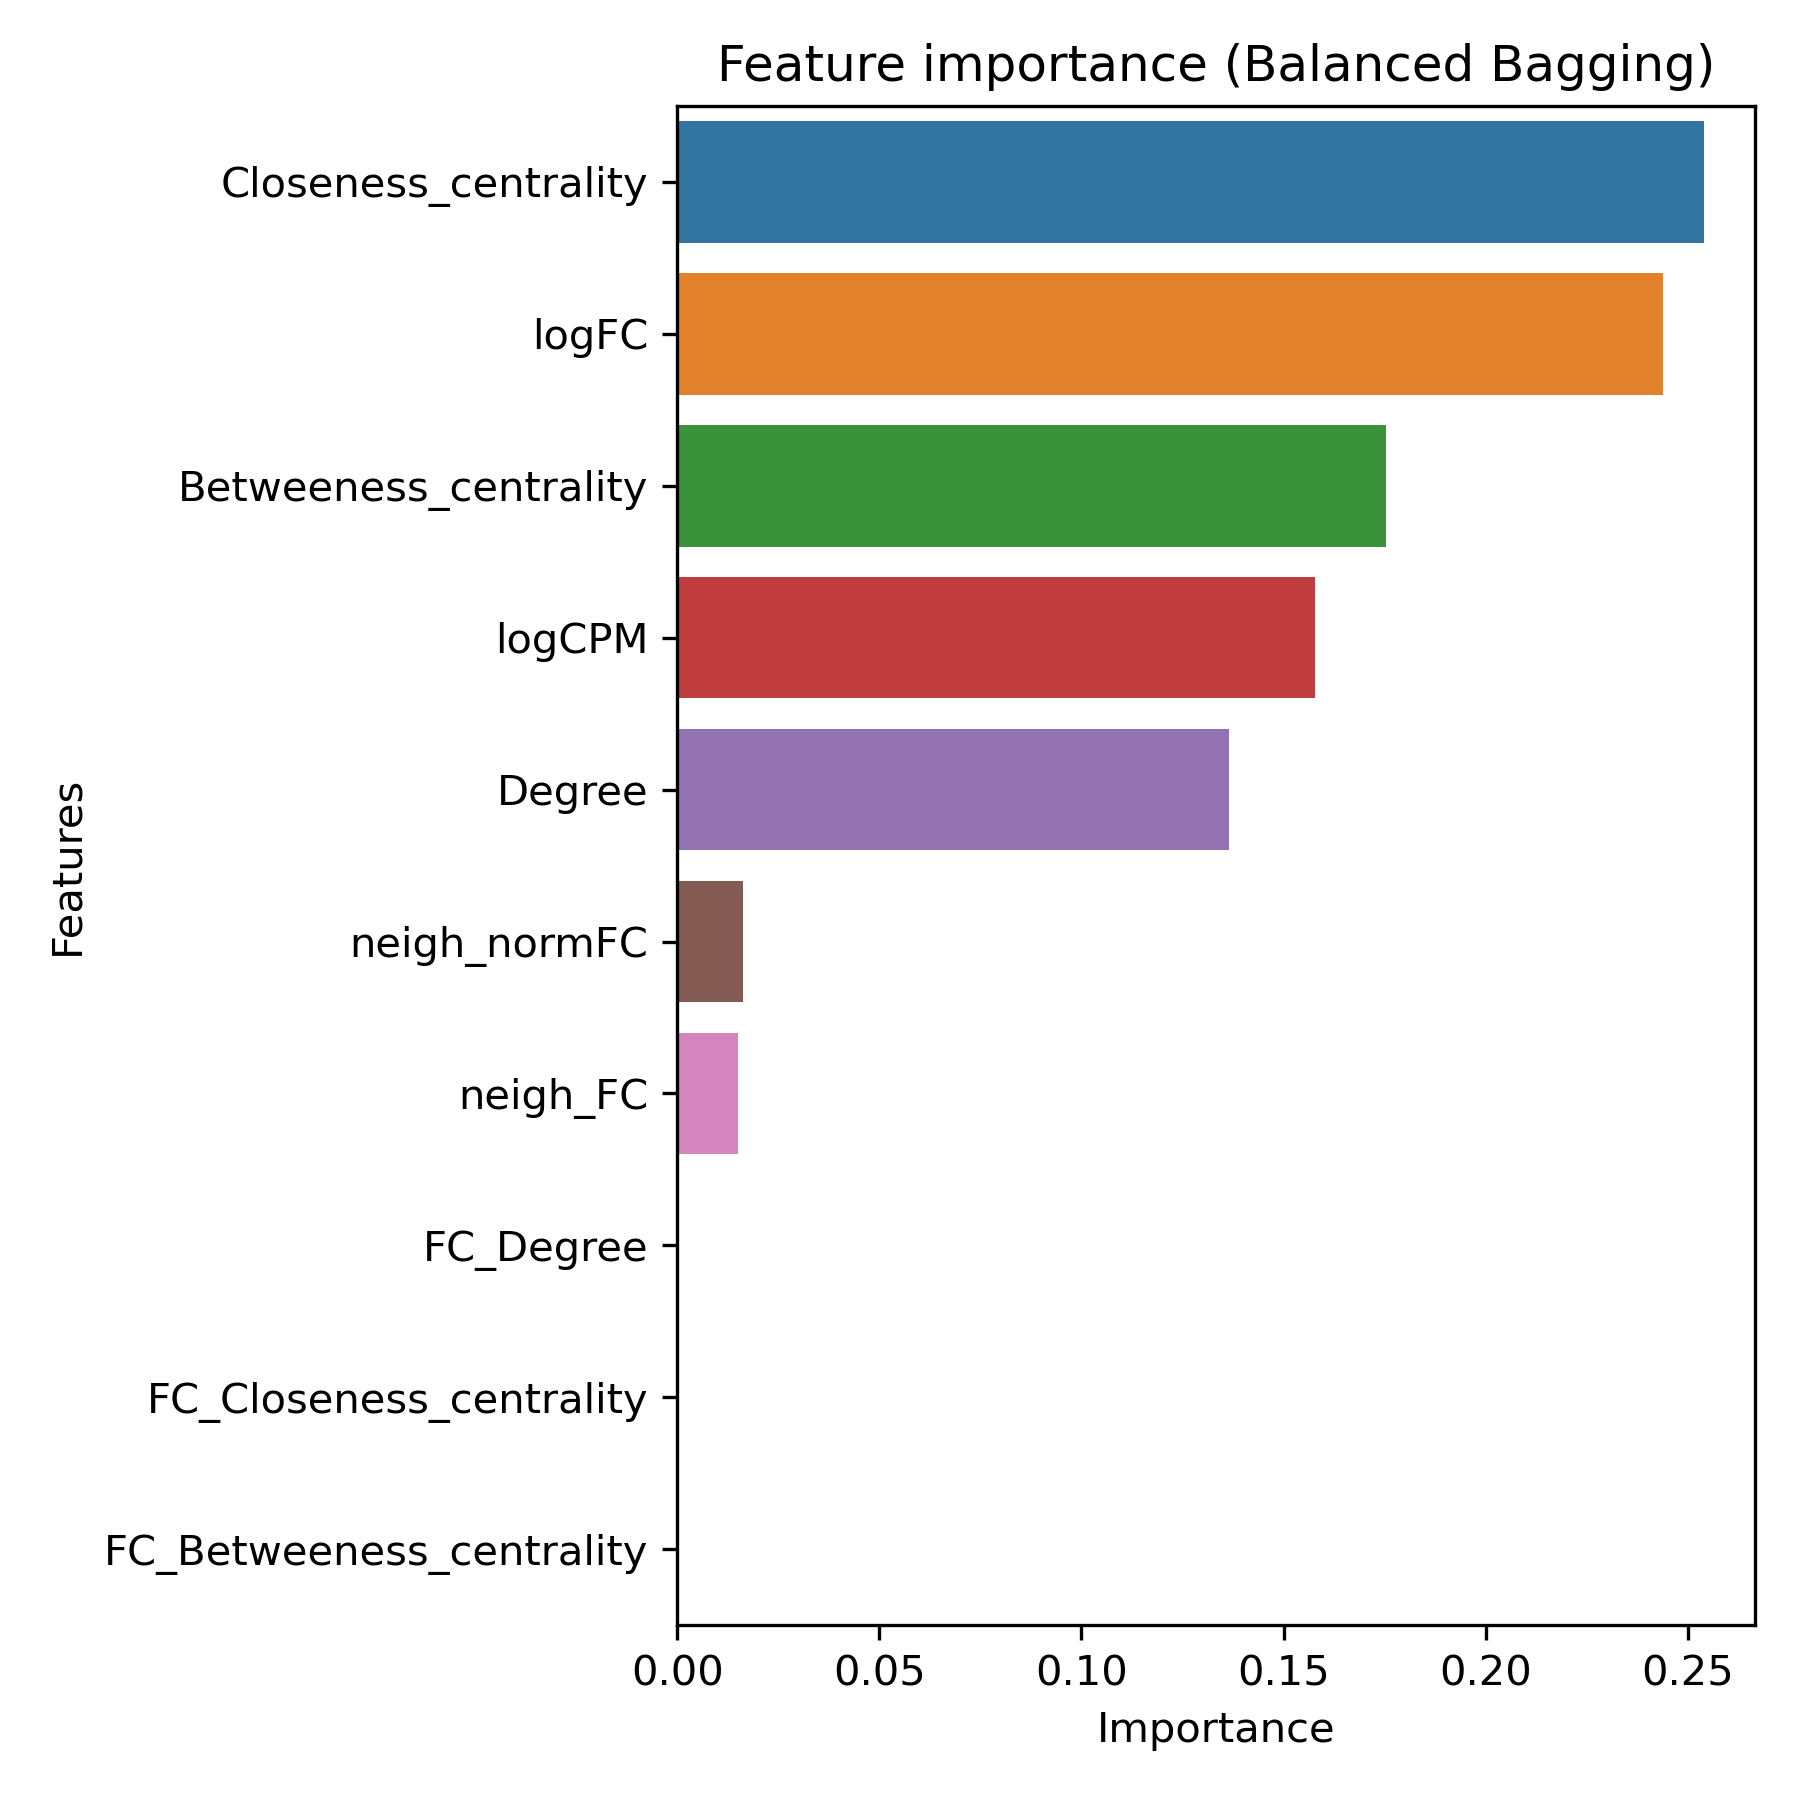 Feature importance (Balanced Bagging)
Closeness_centrality
logFC
Betweeness_centrality
logCPM
Degree
neigh_normFC
neigh_FC
FC_Degree
FC_Closeness_centrality
FC_Betweeness_centrality
Features
0.00 0.05 0.10 0.15 0.20 0.25
Importance